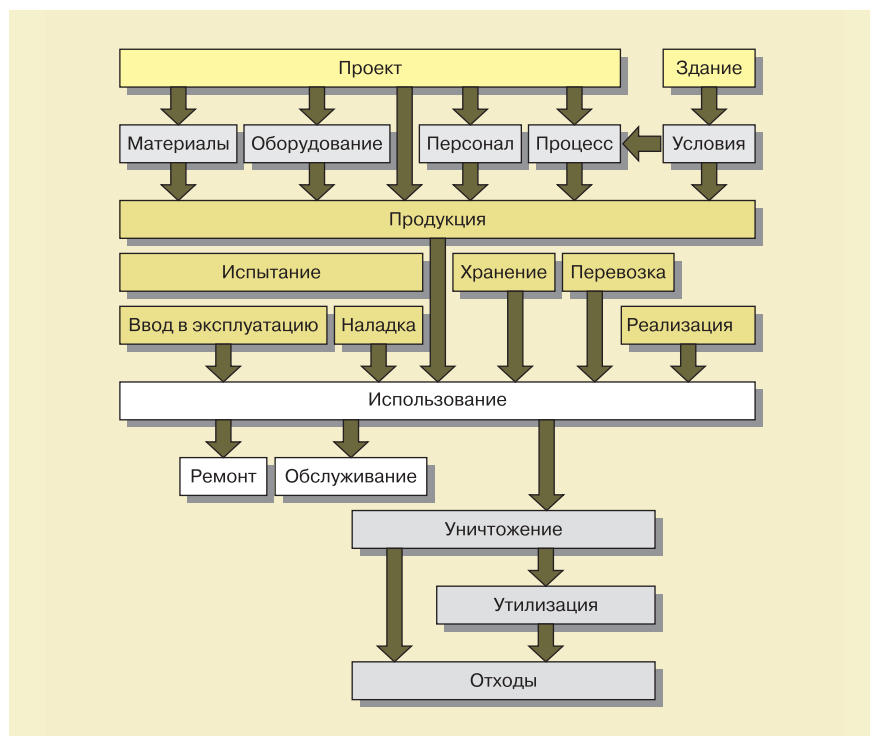 Проект
Здание
Материалы
Оборудование
Персонал
Процесс
Условия
Продукция
Испытание
Хранение
Перевозка
Ввод в эксплуатацию
Наладка
Реализация
Использование
Ремонт
Обслуживание
Уничтожение
Утилизация
Отходы